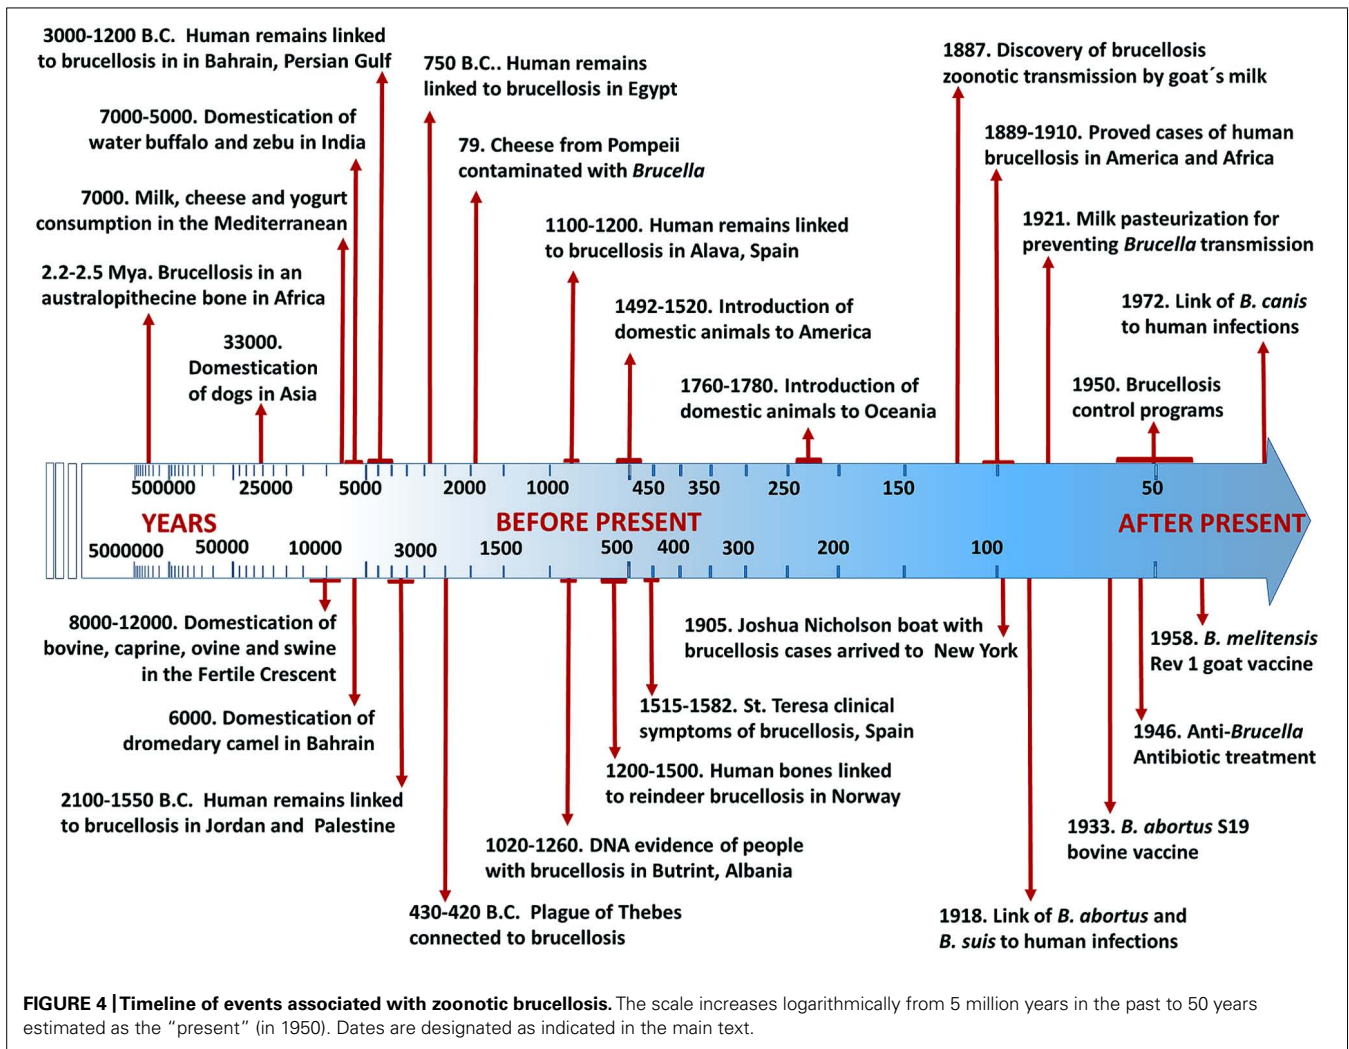 3000-1200 B.C.  Human remains linked
to brucellosis in in Bahrain, Persian Gulf
7000-5000. Domestication of
water buffalo and zebu in India
7000. Milk, cheese and yogurt
consumption in the Mediterranean
2.2-2.5 Mya. Brucellosis in an
australopithecine bone in Africa
33000.
Domestication
of dogs in Asia
750 B.C.. Human remains
linked to brucellosis in Egypt
79. Cheese from Pompeii
contaminated with Brucella
1100-1200. Human remains linked
to brucellosis in Alava, Spain
1492-1520. Introduction of
domestic animals to America
1760-1780. Introduction of
domestic animals to Oceania
1887. Discovery of brucellosis
zoonotic transmission by goat´s milk
1889-1910. Proved cases of human
brucellosis in America and Africa
1921. Milk pasteurization for
preventing Brucella transmission
1972. Link of B. canis
to human infections
1950. Brucellosis
control programs
500000 25000 5000 2000 1000 450 350 250 150 50
YEARS BEFORE PRESENT AFTER PRESENT
5000000 50000 10000 3000 1500 500 400 300 200 100
8000-12000. Domestication of
bovine, caprine, ovine and swine
in the Fertile Crescent
6000. Domestication of
dromedary camel in Bahrain
2100-1550 B.C.  Human remains linked
to brucellosis in Jordan and  Palestine
430-420 B.C.  Plague of Thebes
connected to brucellosis
1020-1260. DNA evidence of people
with brucellosis in Butrint, Albania
1200-1500. Human bones linked
to reindeer brucellosis in Norway
1515-1582. St. Teresa clinical
symptoms of brucellosis, Spain
1905. Joshua Nicholson boat with
brucellosis cases arrived to  New York
1958. B. melitensis
Rev 1 goat vaccine
1946. Anti-Brucella
Antibiotic treatment
1933. B. abortus S19
bovine vaccine
1918. Link of B. abortus and
B. suis to human infections
FIGURE 4 | Timeline of events associated with zoonotic brucellosis. The scale increases logarithmically from 5 million years in the past to 50 years
estimated as the “present” (in 1950). Dates are designated as indicated in the main text.